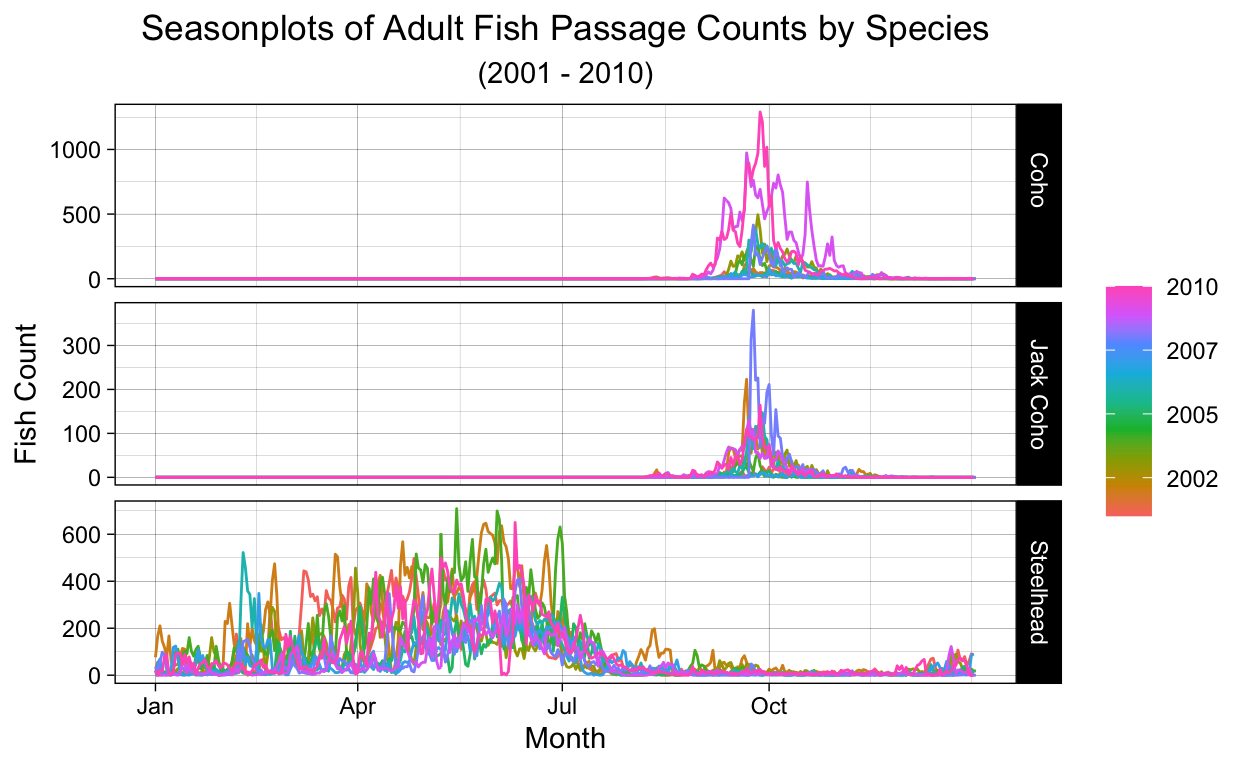 Seasonplots of Adult Fish Passage Counts by Species
(2001 - 2010)
Fish Count
1000
500
0
Coho
300
200
100
0
Jack Coho
600
400
200
0
Steelhead
Jan Apr Jul Oct
Month
2010
2007
2005
2002